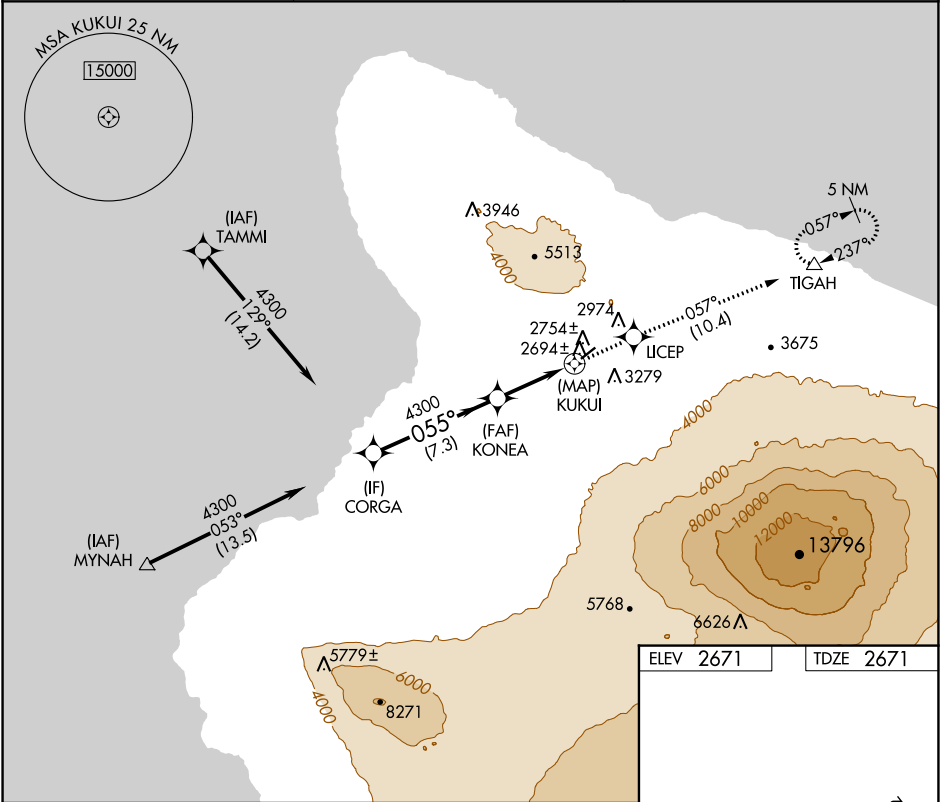 MSA KUKUI 25 NM
15000
(IAF)
TAMMI
4300
129°
(14.2)
3946
5513
4000
5 NM
057°
237°
TIGAH
2974
057°
(10.4)
2754±
2694±
LICEP
3675
3279
(MAP)
KUKUI
4300
055°
(7.3)
(FAF)
KONEA
(IF)
CORGA
4300
053°
(13.5)
(IAF)
MYNAH
4000
6000
8000
10000
12000
13796
5768
6626
5779±
6000
4000
8271
ELEV 2671
TDZE 2671